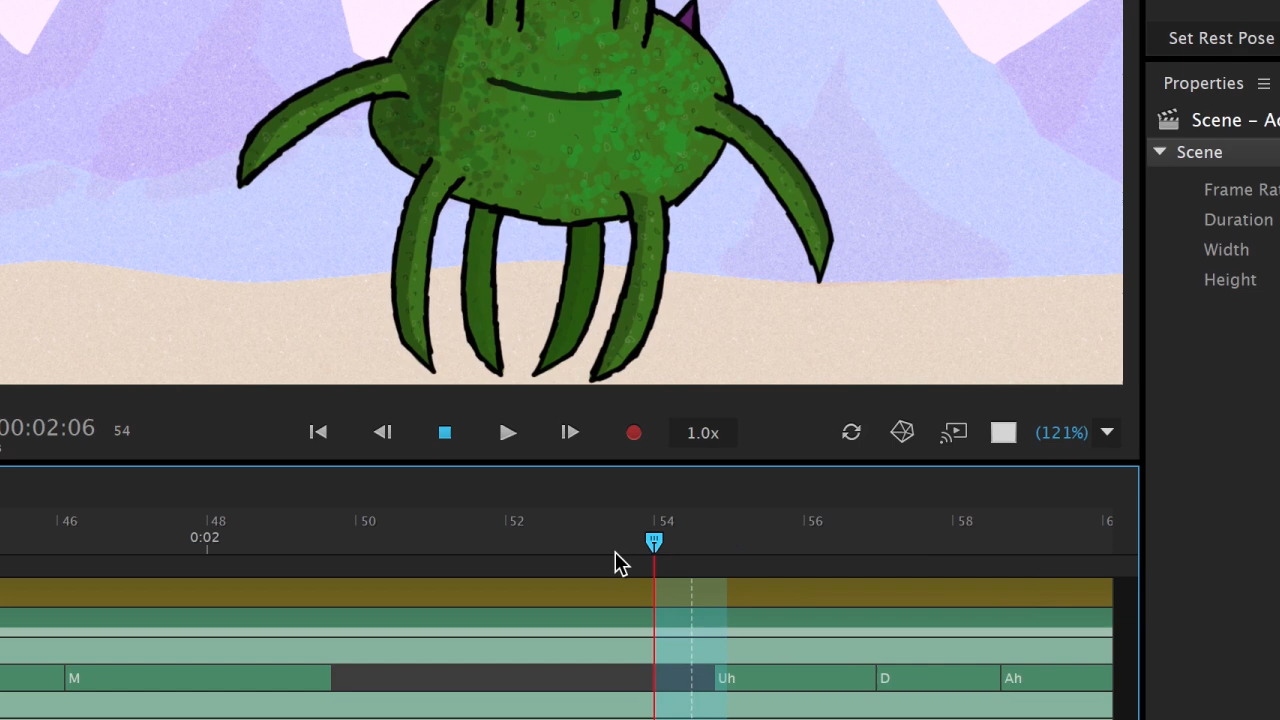 Set Rest Pose
Properties
Scene – Ac
Scene
Frame Ra
Duration
Width
Height
00:02:06 54
1.0x
(121%)
46 48 50 52 54 56 58 6
0:02
M Uh D Ah